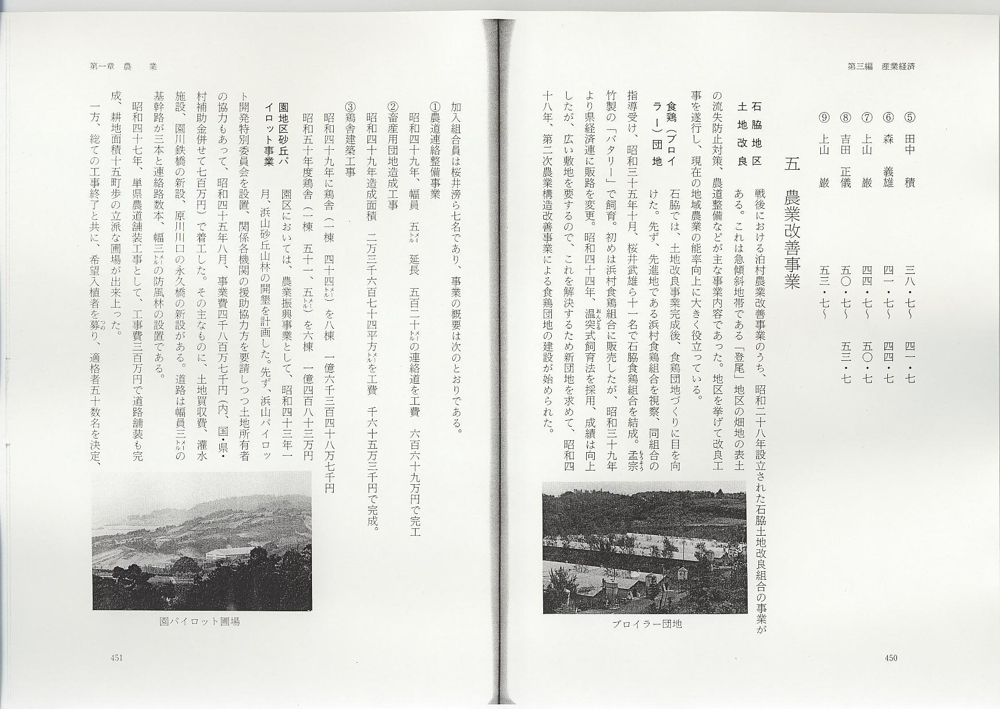 第三編　産業経済
⑤　田中　　積　　三八・七〜　四一・七
⑥　森　　義雄　　四一・七〜　四四・七
⑦　上山　　巌　　四四・七〜　五〇・七
⑧　吉田　正儀　　五〇・七〜　五三・七
⑨　上山　　巌　　五三・七〜
五　農業改善事業
石脇地区
土地改良
戦後における泊村農業改善事業のうち、昭和二十八年設立された石脇土地改良組合の事業が
ある。これは急傾斜地帯である「登尾」地区の畑地の表土
の流失防止対策、農道整備などが主な事業内容であった。地区を挙げて改良工
事を遂行し、現在の地域農業の能率向上に大きく役立っている。
食鶏（ブロイ
ラー）団地
石脇では、土地改良事業完成後、食鶏団地づくりに目を向
けた。先ず、先進地である浜村食鶏組合を視察、同組合の
指導受け、昭和三十五年十月、桜井武雄ら十一名で石脇食鶏組合を結成。孟宗もうそう
竹製の「バタリー」で飼育。初めは浜村食鶏組合に販売したが、昭和三十九年
より県経済連に販路を変更。昭和四十四年、温突おんどる式飼育法を採用、成績は向上
したが、広い敷地を要するので、これを解決するため新団地を求めて、昭和四
十八年、第二次農業構造改善事業による食鶏団地の建設が始められた。
ブロイラー団地
450
第一章　農　　業
加入組合員は桜井滂ら七名であり、事業の概要は次のとおりである。
①農道連絡整備事業
昭和四十九年、幅員　五メートル　延長　五百二十メートルの連絡道を工費　六百六十九万円で完工
②畜産用団地造成工事
昭和四十九年造成面積　二万三千六百七十四平方メートルを工費　千六十五万三千円で完成。
③鶏舎建築工事
昭和四十九年に鶏舎（一棟　四十四メートル）を八棟　一億六千三百四十八万七千円
昭和五十年度鶏舎（一棟　五十一、五メートル）を六棟　一億四百八十三万円
園地区砂丘パ
イロット事業
園区においては、農業振興事業として、昭和四十三年一
月、浜山砂丘山林の開墾を計画した。先ず、浜山パイロッ
ト開発特別委員会を設置、関係各機関の援助協力方を要請しつつ土地所有者
の協力もあって、昭和四十五年八月、事業費四千八百万七千円（内、国・県・
村補助金併せて七百万円）で着工した。その主なものに、土地買収費、灌水
施設、園川鉄橋の新設、原川川口の永久橋の新設がある。道路は幅員三メートルの
基幹路が三本と連絡路数本、幅三メートルの防風林の設置である。
昭和四十七年、単県農道舗装工事として、工事費三百万円で道路舗装も完
成、耕地面積十五町歩の立派な圃場が出来上った。
一方、総ての工事終了と共に、希望入植者を募つのり、適格者五十数名を決定、
園パイロット圃場
451